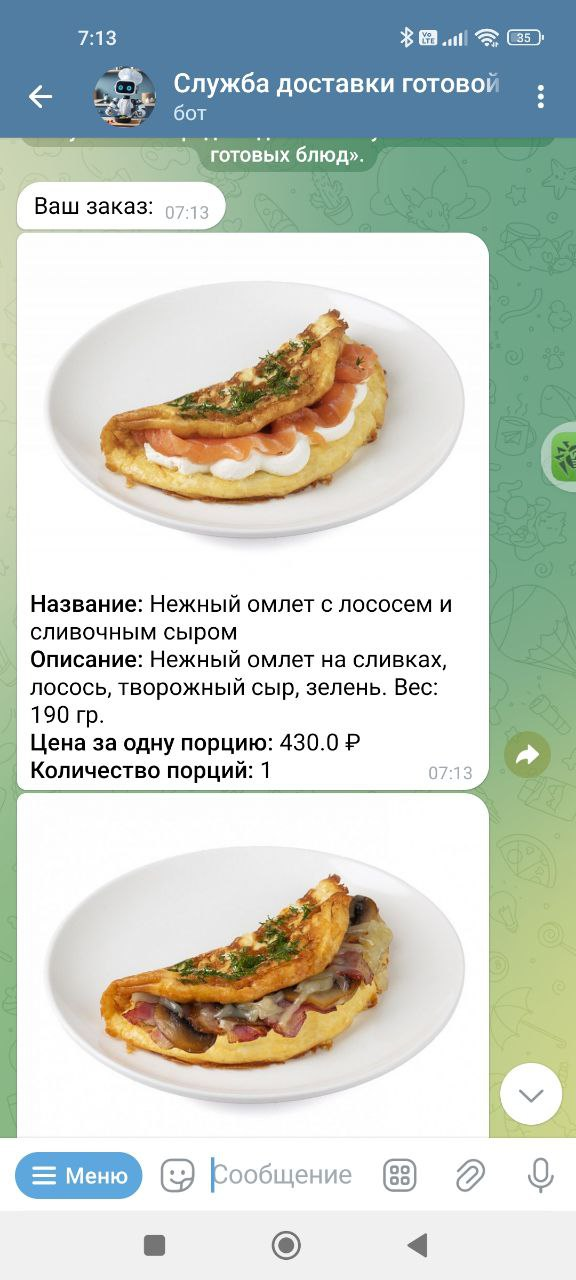 7:13
Vo LTE
35
Служба доставки готовой
бот
готовых блюд».
Ваш заказ: 07:13
Название: Нежный омлет с лососем и
сливочным сыром
Описание: Нежный омлет на сливках,
лосось, творожный сыр, зелень. Вес:
190 гр.
Цена за одну порцию: 430.0 ₽
Количество порций: 1
07:13
Меню
Сообщение